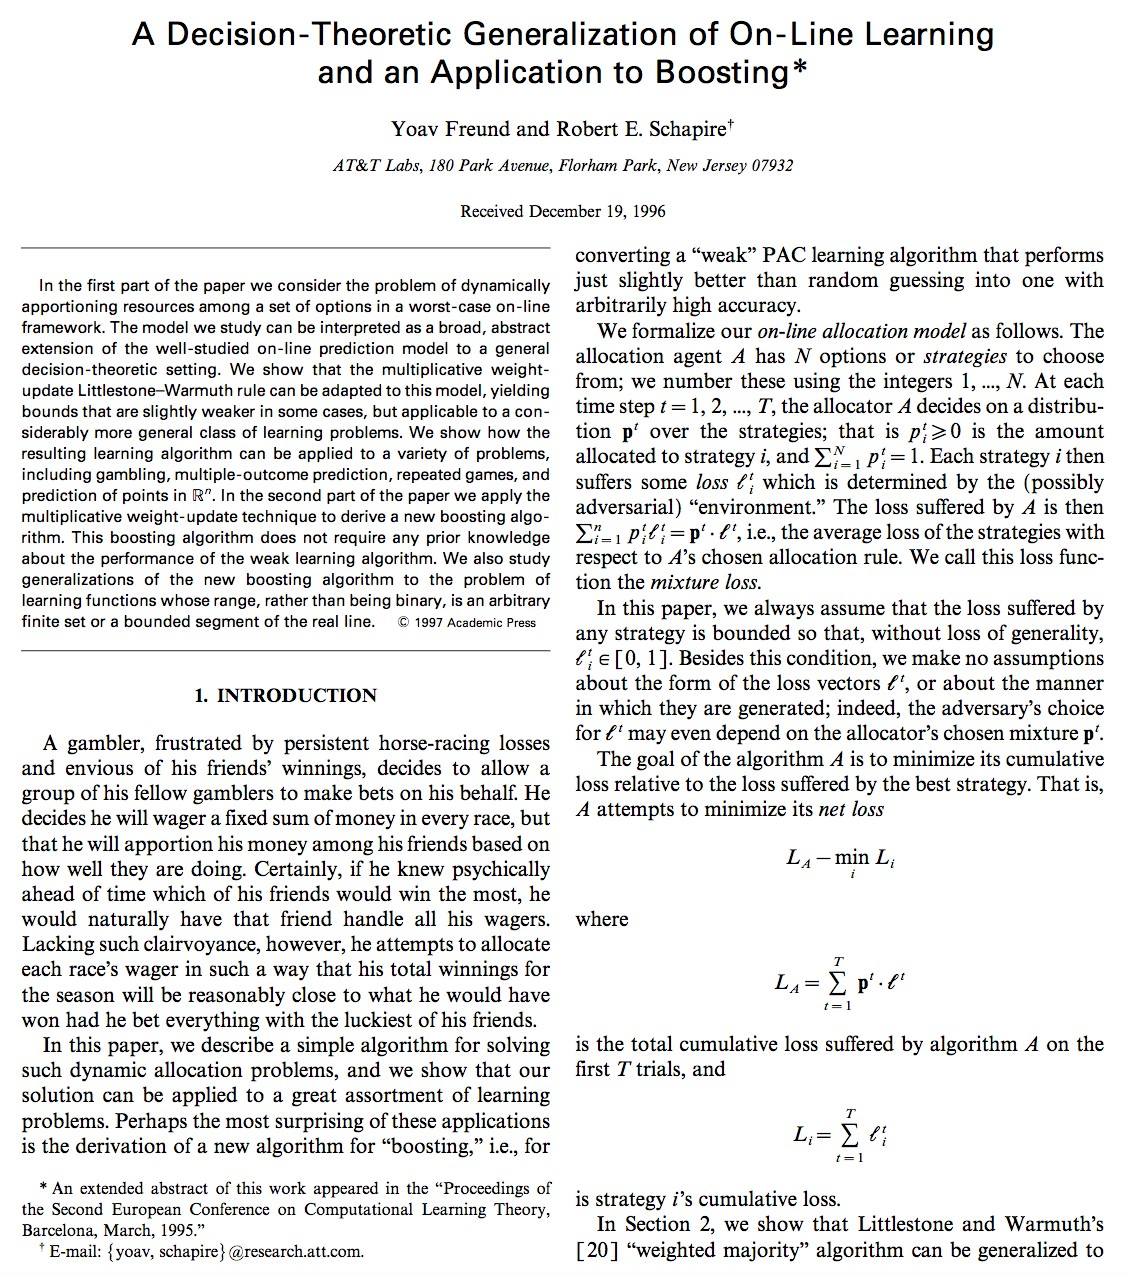 A Decision-Theoretic Generalization of On-Line Learning
and an Application to Boosting*
Yoav Freund and Robert E. Schapire†
AT&T Labs, 180 Park Avenue, Florham Park, New Jersey 07932
Received December 19, 1996
In the first part of the paper we consider the problem of dynamically
apportioning resources among a set of options in a worst-case on-line
framework. The model we study can be interpreted as a broad, abstract
extension of the well-studied on-line prediction model to a general
decision-theoretic setting. We show that the multiplicative weight-
update Littlestone–Warmuth rule can be adapted to this model, yielding
bounds that are slightly weaker in some cases, but applicable to a con-
siderably more general class of learning problems. We show how the
resulting learning algorithm can be applied to a variety of problems,
including gambling, multiple-outcome prediction, repeated games, and
prediction of points in ℝⁿ. In the second part of the paper we apply the
multiplicative weight-update technique to derive a new boosting algo-
rithm. This boosting algorithm does not require any prior knowledge
about the performance of the weak learning algorithm. We also study
generalizations of the new boosting algorithm to the problem of
learning functions whose range, rather than being binary, is an arbitrary
finite set or a bounded segment of the real line. © 1997 Academic Press
1. INTRODUCTION
A gambler, frustrated by persistent horse-racing losses
and envious of his friends' winnings, decides to allow a
group of his fellow gamblers to make bets on his behalf. He
decides he will wager a fixed sum of money in every race, but
that he will apportion his money among his friends based on
how well they are doing. Certainly, if he knew psychically
ahead of time which of his friends would win the most, he
would naturally have that friend handle all his wagers.
Lacking such clairvoyance, however, he attempts to allocate
each race's wager in such a way that his total winnings for
the season will be reasonably close to what he would have
won had he bet everything with the luckiest of his friends.
In this paper, we describe a simple algorithm for solving
such dynamic allocation problems, and we show that our
solution can be applied to a great assortment of learning
problems. Perhaps the most surprising of these applications
is the derivation of a new algorithm for "boosting," i.e., for
* An extended abstract of this work appeared in the "Proceedings of
the Second European Conference on Computational Learning Theory,
Barcelona, March, 1995."
† E-mail: {yoav, schapire}@research.att.com.
converting a "weak" PAC learning algorithm that performs
just slightly better than random guessing into one with
arbitrarily high accuracy.
We formalize our on-line allocation model as follows. The
allocation agent A has N options or strategies to choose
from; we number these using the integers 1, ..., N. At each
time step t = 1, 2, ..., T, the allocator A decides on a distribu-
tion p^t over the strategies; that is p_i^t ⩾ 0 is the amount
allocated to strategy i, and ∑_{i=1}^N p_i^t = 1. Each strategy i then
suffers some loss ℓ_i^t which is determined by the (possibly
adversarial) "environment." The loss suffered by A is then
∑_{i=1}^n p_i^t ℓ_i^t = p^t · ℓ^t, i.e., the average loss of the strategies with
respect to A's chosen allocation rule. We call this loss func-
tion the mixture loss.
In this paper, we always assume that the loss suffered by
any strategy is bounded so that, without loss of generality,
ℓ_i^t ∈ [0, 1]. Besides this condition, we make no assumptions
about the form of the loss vectors ℓ^t, or about the manner
in which they are generated; indeed, the adversary's choice
for ℓ^t may even depend on the allocator's chosen mixture p^t.
The goal of the algorithm A is to minimize its cumulative
loss relative to the loss suffered by the best strategy. That is,
A attempts to minimize its net loss
L_A − min_i L_i
where
L_A = ∑_{t=1}^T p^t · ℓ^t
is the total cumulative loss suffered by algorithm A on the
first T trials, and
L_i = ∑_{t=1}^T ℓ_i^t
is strategy i's cumulative loss.
In Section 2, we show that Littlestone and Warmuth's
[20] "weighted majority" algorithm can be generalized to